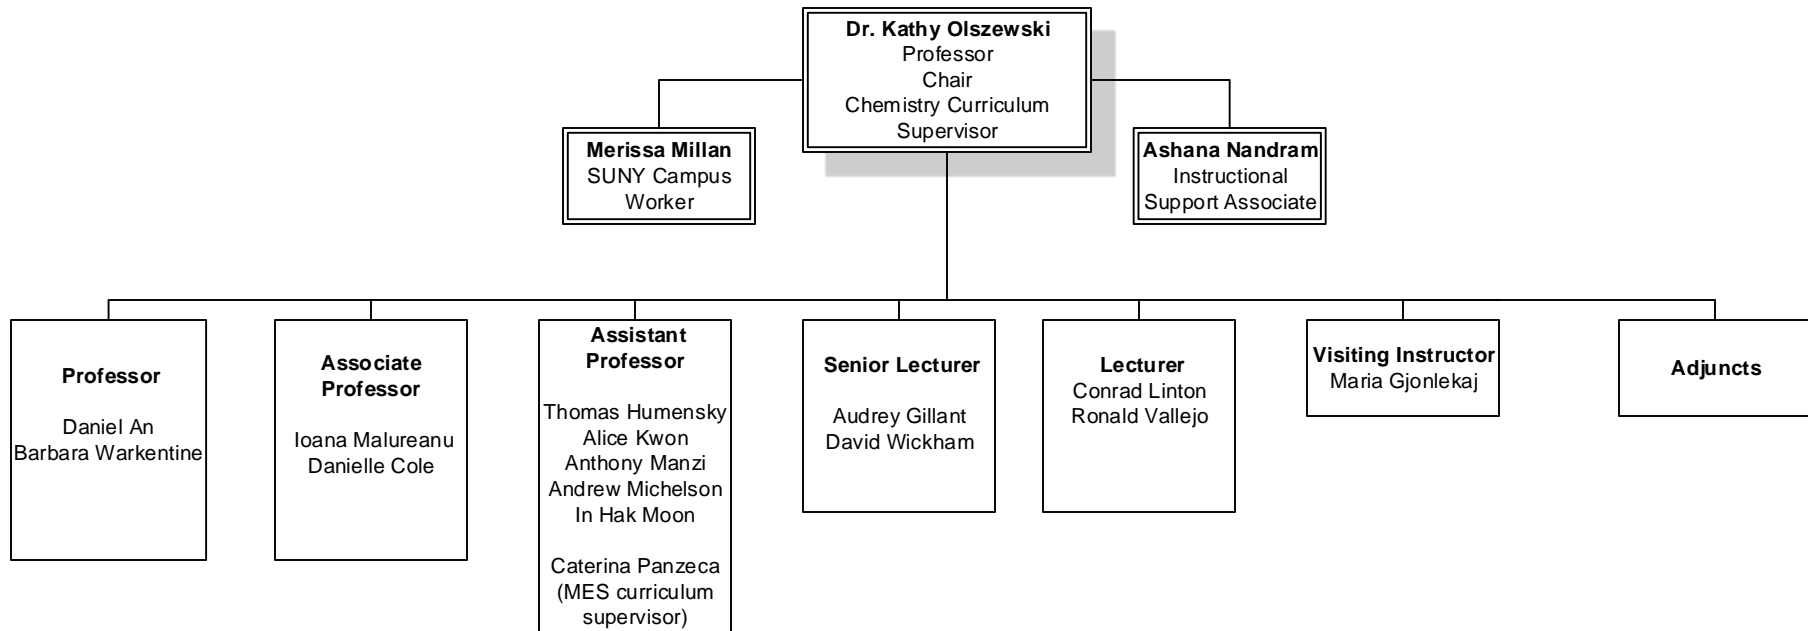 Dr. Kathy Olszewski
Professor
Chair
Chemistry Curriculum
Supervisor
Merissa Millan
SUNY Campus
Worker
Ashana Nandram
Instructional
Support Associate
Professor
Daniel An
Barbara Warkentine
Associate
Professor
Ioana Malureanu
Danielle Cole
Assistant
Professor
Thomas Humensky
Alice Kwon
Anthony Manzi
Andrew Michelson
In Hak Moon
Caterina Panzeca
(MES curriculum
supervisor)
Senior Lecturer
Audrey Gillant
David Wickham
Lecturer
Conrad Linton
Ronald Vallejo
Visiting Instructor
Maria Gjonlekaj
Adjuncts